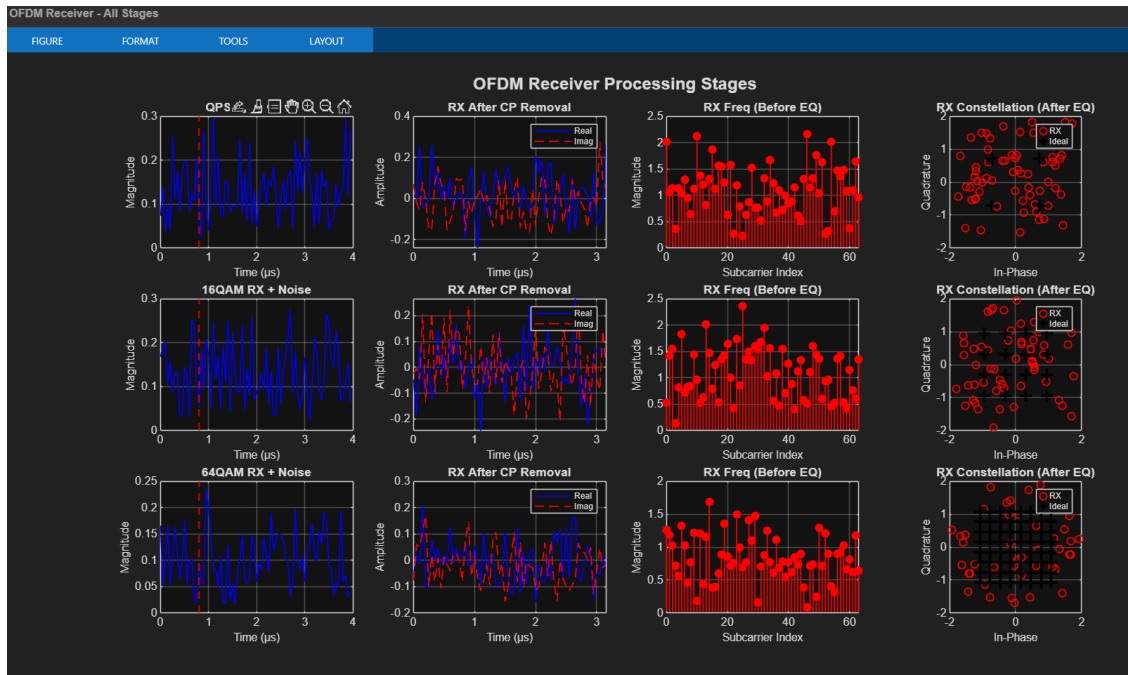 OFDM Receiver - All Stages
FIGURE FORMAT TOOLS LAYOUT
OFDM Receiver Processing Stages
QPS
Magnitude
0.3
0.2
0.1
0
0 1 2 3 4
Time (µs)
RX After CP Removal
Amplitude
0.4
0.2
0
-0.2
0 1 2 3
Time (µs)
Real
Imag
RX Freq (Before EQ)
Magnitude
2.5
2
1.5
1
0.5
0
0 20 40 60
Subcarrier Index
RX Constellation (After EQ)
Quadrature
2
1
0
-1
-2
-2 0 2
In-Phase
RX
Ideal
16QAM RX + Noise
Magnitude
0.3
0.2
0.1
0
0 1 2 3 4
Time (µs)
RX After CP Removal
Amplitude
0.2
0.1
0
-0.1
-0.2
0 1 2 3
Time (µs)
Real
Imag
RX Freq (Before EQ)
Magnitude
2.5
2
1.5
1
0.5
0
0 20 40 60
Subcarrier Index
RX Constellation (After EQ)
Quadrature
2
1
0
-1
-2
-2 0 2
In-Phase
RX
Ideal
64QAM RX + Noise
Magnitude
0.25
0.2
0.15
0.1
0.05
0
0 1 2 3 4
Time (µs)
RX After CP Removal
Amplitude
0.3
0.2
0.1
0
-0.1
-0.2
0 1 2 3
Time (µs)
Real
Imag
RX Freq (Before EQ)
Magnitude
2
1.5
1
0.5
0
0 20 40 60
Subcarrier Index
RX Constellation (After EQ)
Quadrature
2
1
0
-1
-2
-2 0 2
In-Phase
RX
Ideal